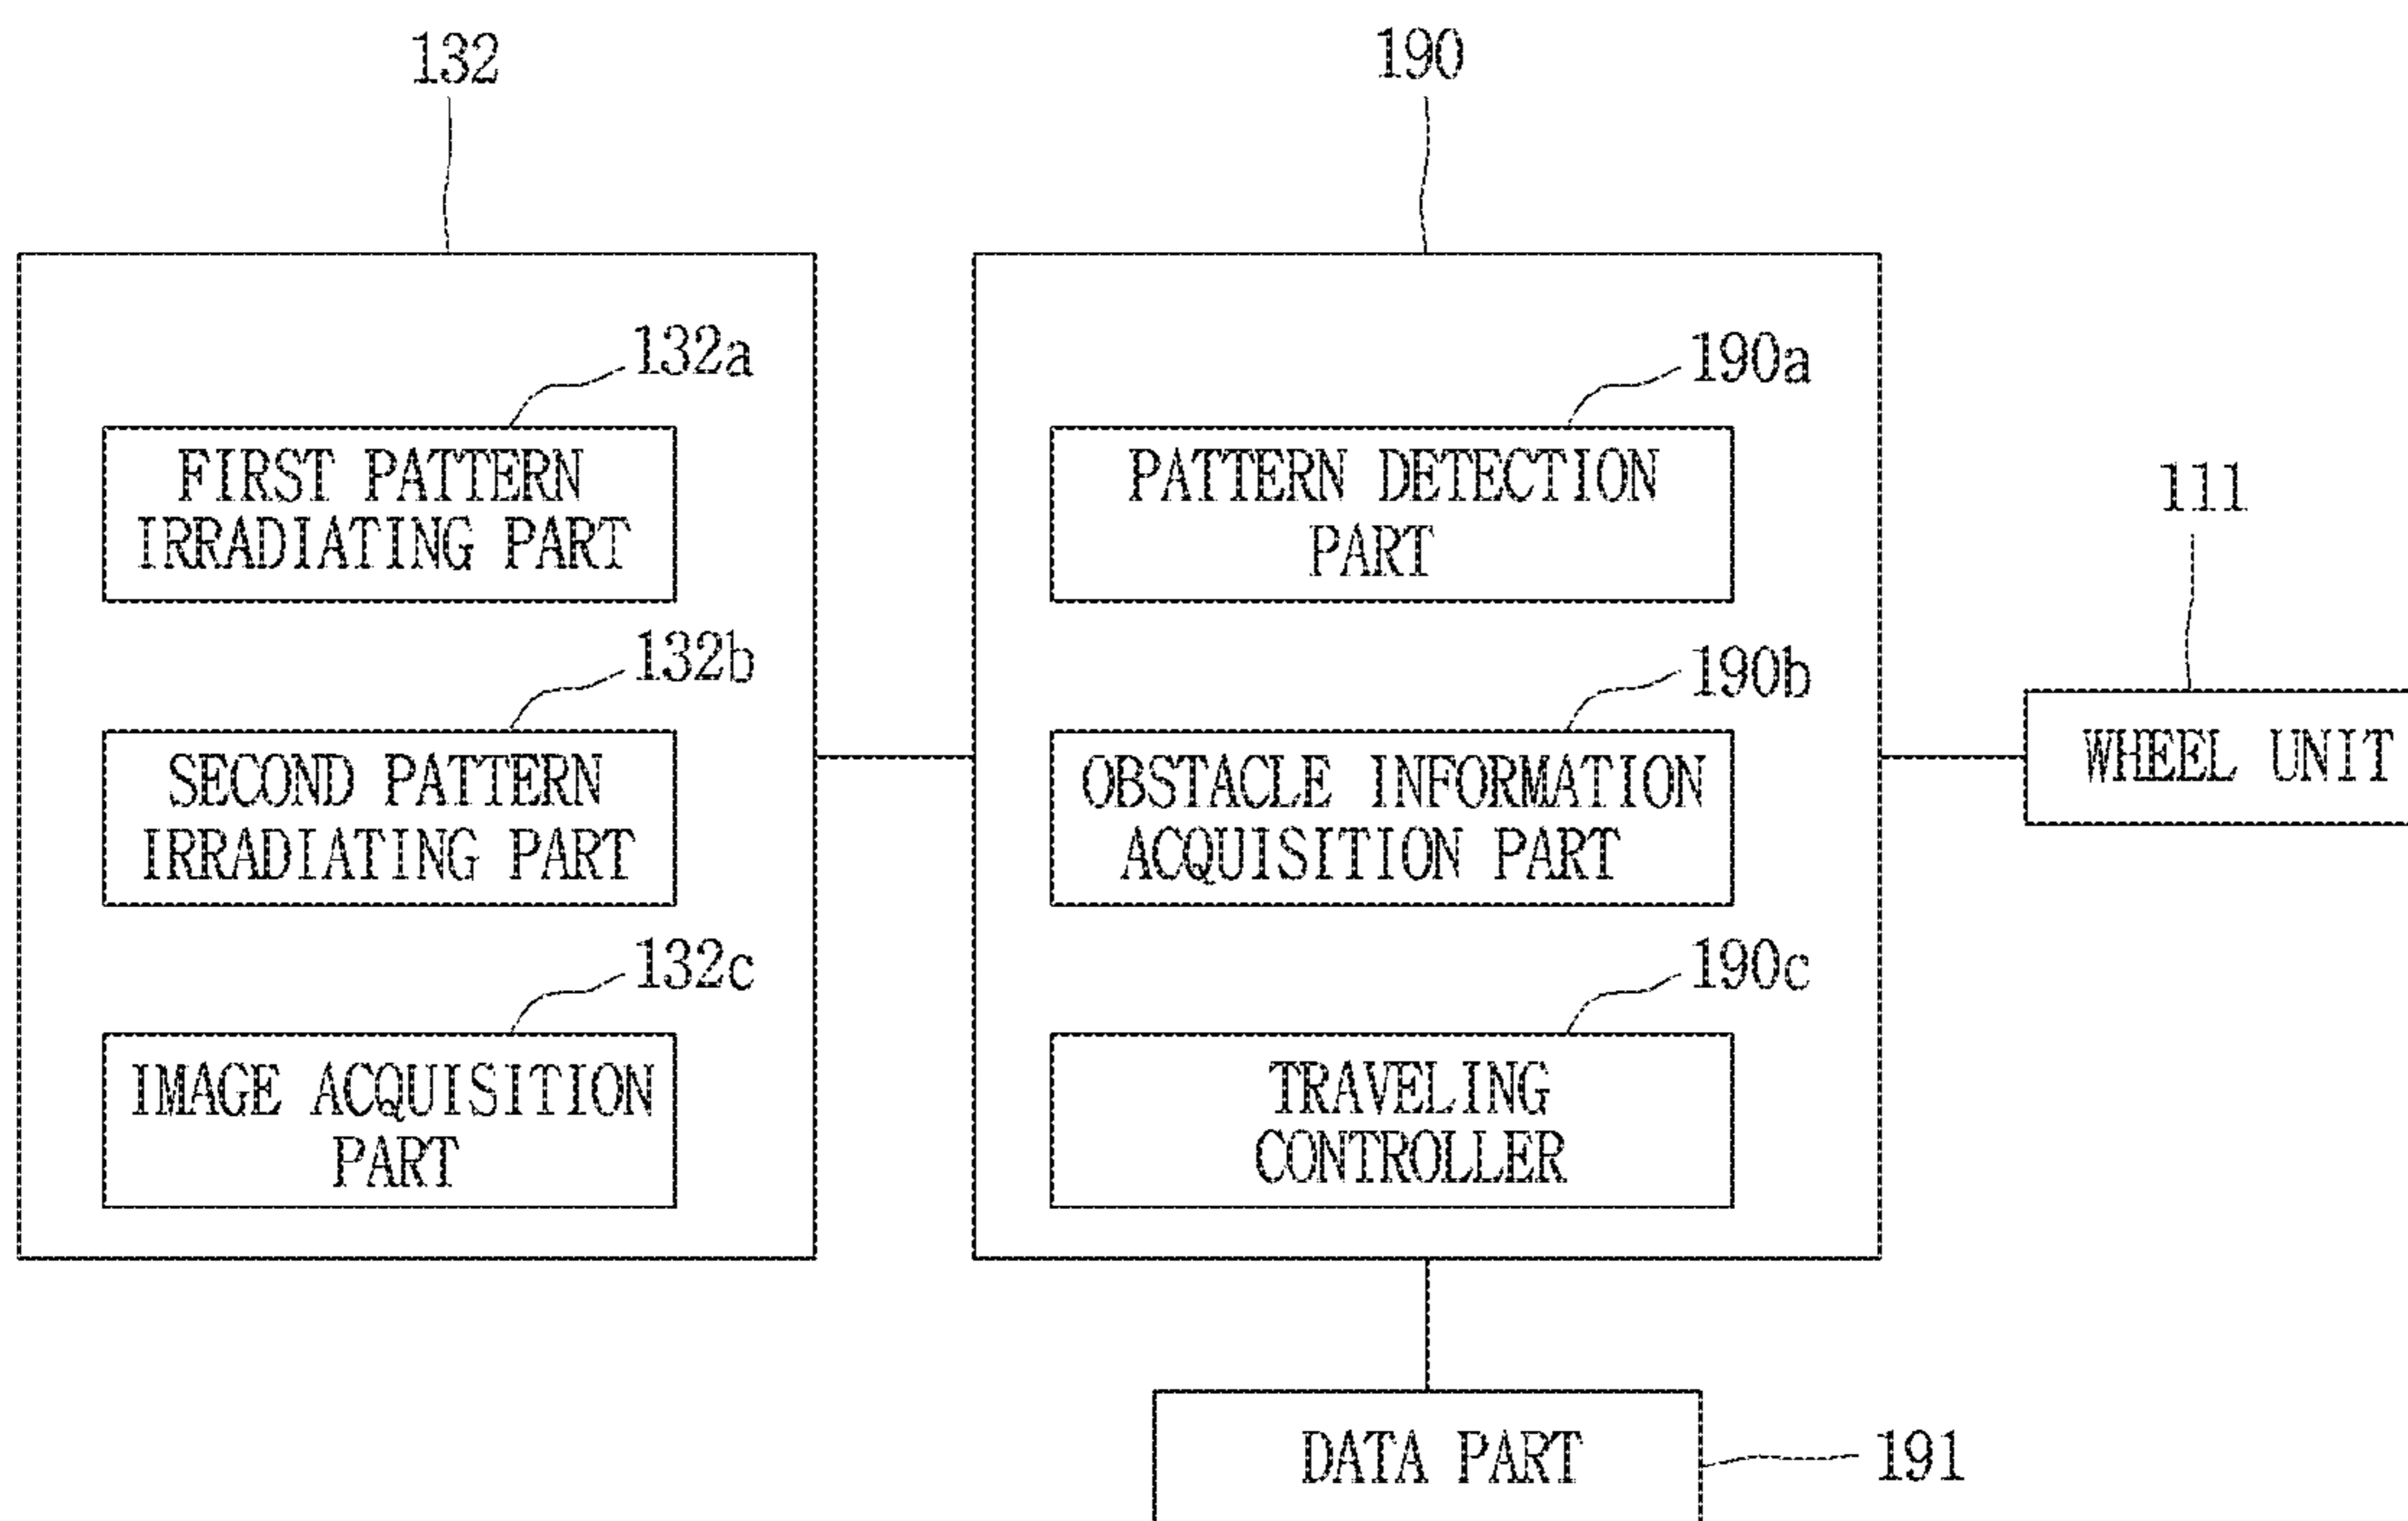 132
190
132a
FIRST PATTERN
IRRADIATING PART
132b
SECOND PATTERN
IRRADIATING PART
132c
IMAGE ACQUISITION
PART
190a
PATTERN DETECTION
PART
190b
OBSTACLE INFORMATION
ACQUISITION PART
190c
TRAVELING
CONTROLLER
111
WHEEL UNIT
DATA PART
191